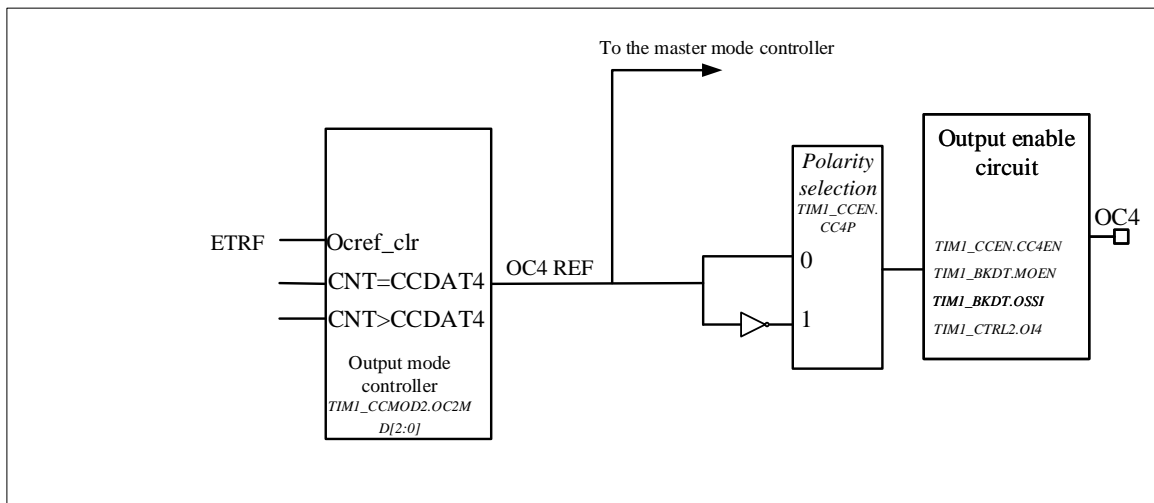 To the master mode controller
ETRF
Ocref_clr
CNT=CCDAT4
CNT>CCDAT4
Output mode
controller
TIM1_CCMOD2.OC2M
D[2:0]
OC4 REF
Polarity
selection
TIM1_CCEN.
CC4P
0
1
Output enable
circuit
TIM1_CCEN.CC4EN
TIM1_BKDT.MOEN
TIM1_BKDT.OSSI
TIM1_CTRL2.OI4
OC4